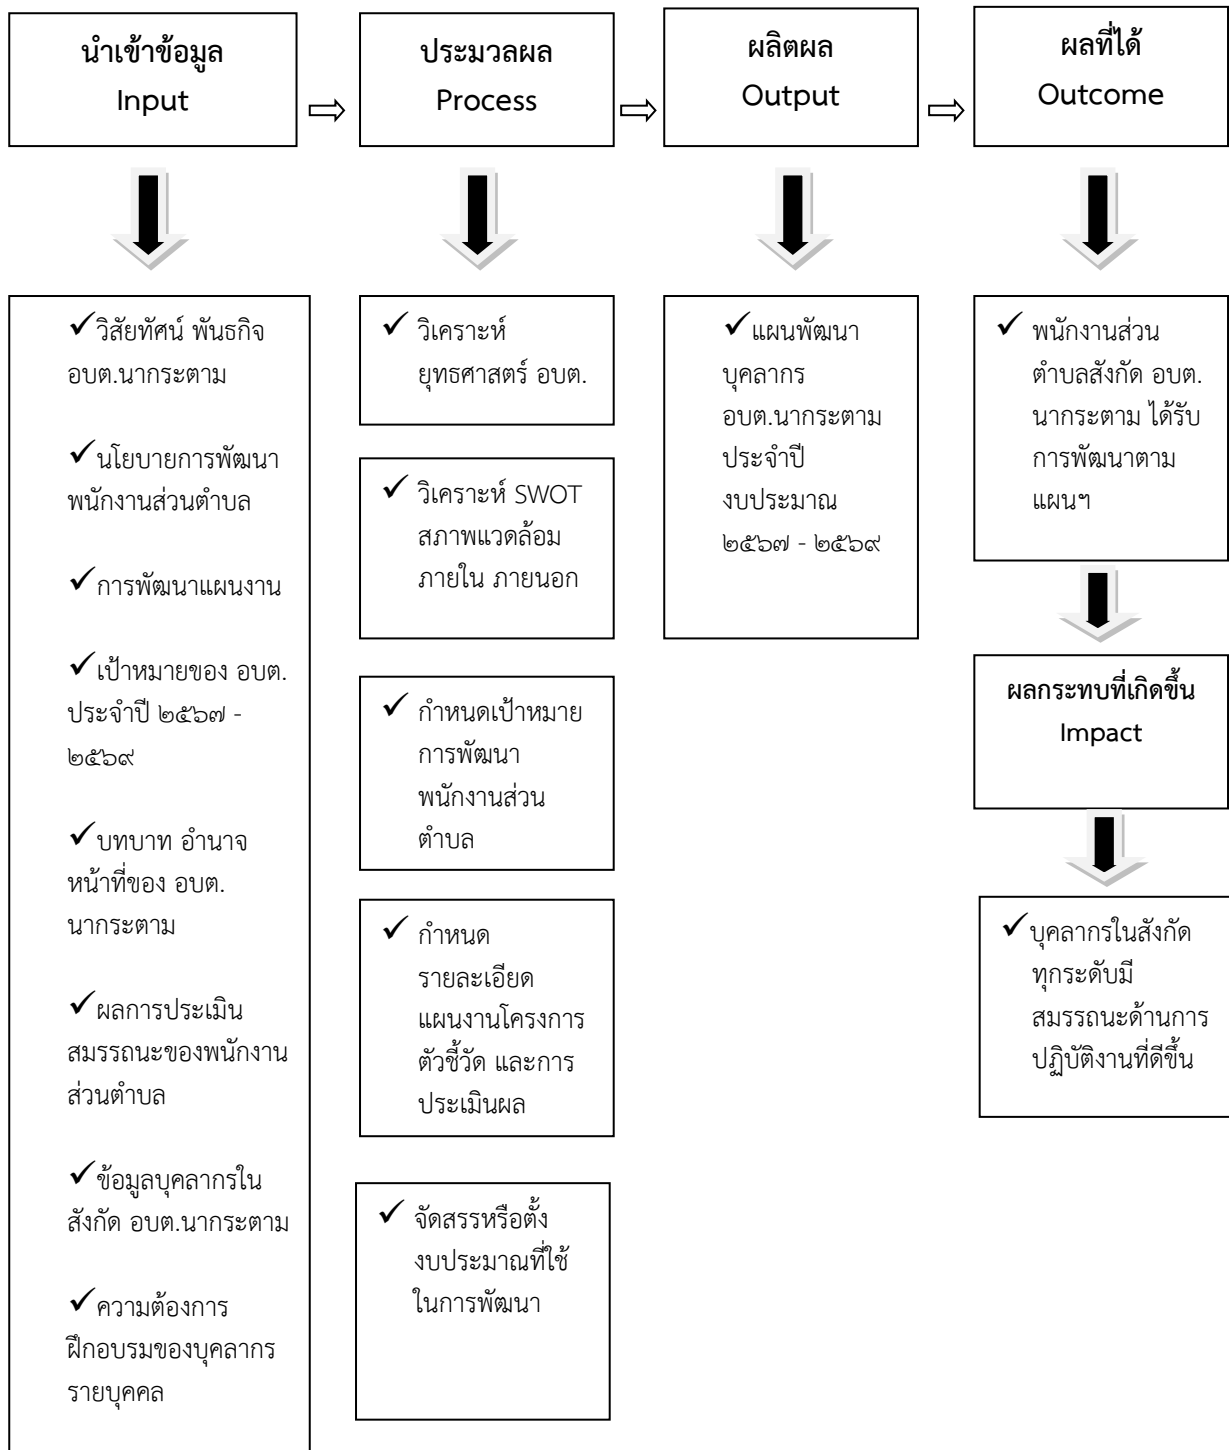 นำเข้าข้อมูล
Input
ประมวลผล
Process
ผลิตผล
Output
ผลที่ได้
Outcome
✓วิสัยทัศน์ พันธกิจ
อบต.นากระตาม
✓นโยบายการพัฒนา
พนักงานส่วนตำบล
✓การพัฒนาแผนงาน
✓เป้าหมายของ อบต.
ประจำปี ๒๕๖๗ -
๒๕๖๙
✓บทบาท อำนาจ
หน้าที่ของ อบต.
นากระตาม
✓ผลการประเมิน
สมรรถนะของพนักงาน
ส่วนตำบล
✓ข้อมูลบุคลากรใน
สังกัด อบต.นากระตาม
✓ความต้องการ
ฝึกอบรมของบุคลากร
รายบุคคล
✓ วิเคราะห์
ยุทธศาสตร์ อบต.
✓ วิเคราะห์ SWOT
สภาพแวดล้อม
ภายใน ภายนอก
✓ กำหนดเป้าหมาย
การพัฒนา
พนักงานส่วน
ตำบล
✓ กำหนด
รายละเอียด
แผนงานโครงการ
ตัวชี้วัด และการ
ประเมินผล
✓ จัดสรรหรือตั้ง
งบประมาณที่ใช้
ในการพัฒนา
✓แผนพัฒนา
บุคลากร
อบต.นากระตาม
ประจำปี
งบประมาณ
๒๕๖๗ - ๒๕๖๙
✓ พนักงานส่วน
ตำบลสังกัด อบต.
นากระตาม ได้รับ
การพัฒนาตาม
แผนฯ
ผลกระทบที่เกิดขึ้น
Impact
✓บุคลากรในสังกัด
ทุกระดับมี
สมรรถนะด้านการ
ปฏิบัติงานที่ดีขึ้น